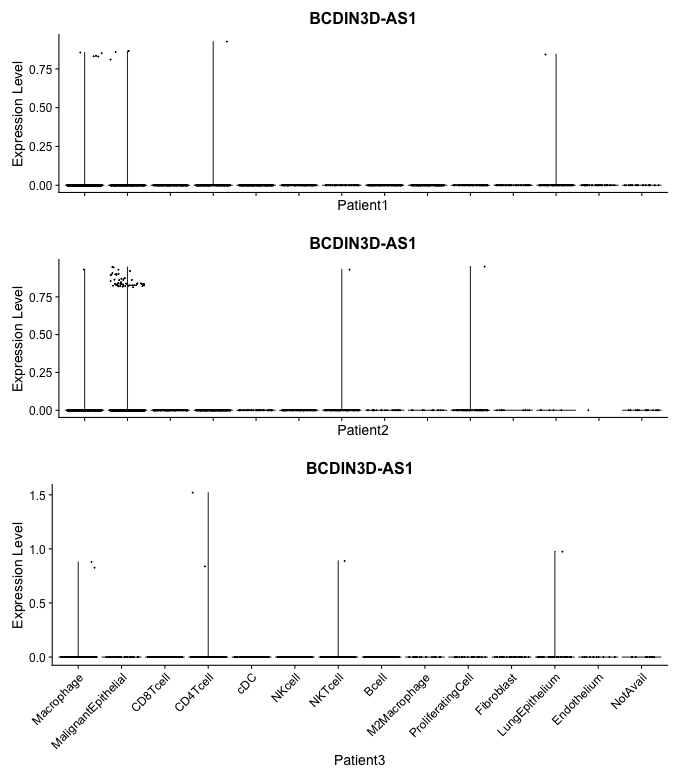 BCDIN3D-AS1
Expression Level
0.75
0.50
0.25
0.00
Patient1
BCDIN3D-AS1
Expression Level
0.75
0.50
0.25
0.00
Patient2
BCDIN3D-AS1
Expression Level
1.5
1.0
0.5
0.0
Macrophage
MalignantEpithelial
CD8Tcell
CD4Tcell
cDC
NKcell
NKTcell
Bcell
M2Macrophage
ProliferatingCell
Fibroblast
LungEpithelium
Endothelium
NotAvail
Patient3